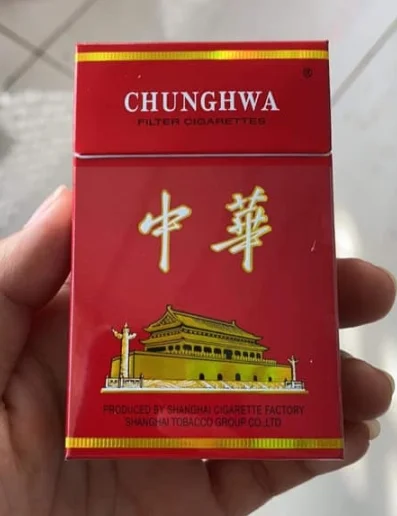 ®
CHUNGHWA
FILTER CIGARETTES
中華
PRODUCED BY SHANGHAI CIGARETTE FACTORY
SHANGHAI TOBACCO GROUP CO.,LTD